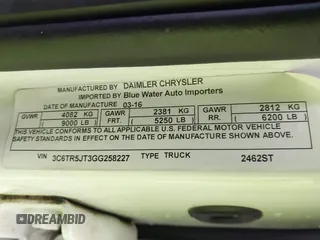 MANUFACTURED BY DAIMLER CHRYSLER
IMPORTED BY Blue Water Auto Importers
DATE OF MANUFACTURE 03-16
GVWR 4082 KG GAWR 2381 KG GAWR 2812 KG
9000 LB FRT. 5250 LB RR. 6200 LB
THIS VEHICLE CONFORMS TO ALL APPLICABLE U.S. FEDERAL MOTOR VEHICLE
SAFETY STANDARDS IN EFFECT ON THE DATE OF MANUFACTURE SHOWN ABOVE.
VIN 3C6TR5JT3GG258227 TYPE TRUCK 2462ST
DREAMBID